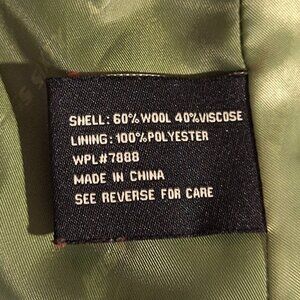 SHELL: 60% WOOL 40%VISCOSE
LINING: 100%POLYESTER
WPL#7888
MADE IN CHINA
SEE REVERSE FOR CARE